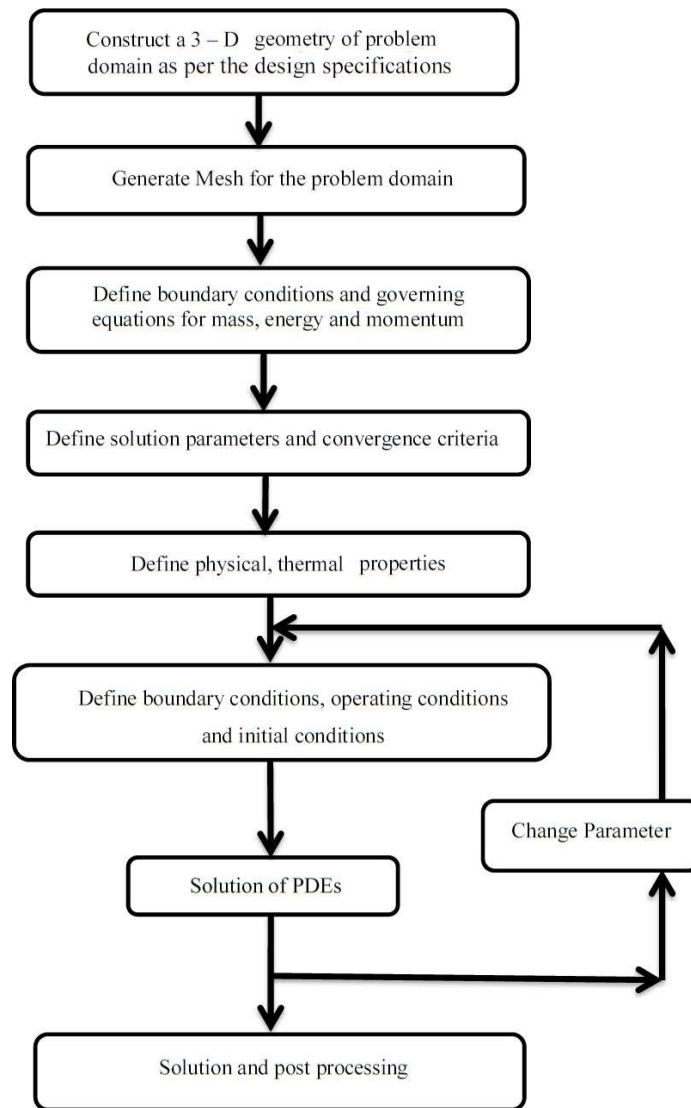 Construct a 3 – D geometry of problem
domain as per the design specifications
Generate Mesh for the problem domain
Define boundary conditions and governing
equations for mass, energy and momentum
Define solution parameters and convergence criteria
Define physical, thermal properties
Define boundary conditions, operating conditions
and initial conditions
Change Parameter
Solution of PDEs
Solution and post processing